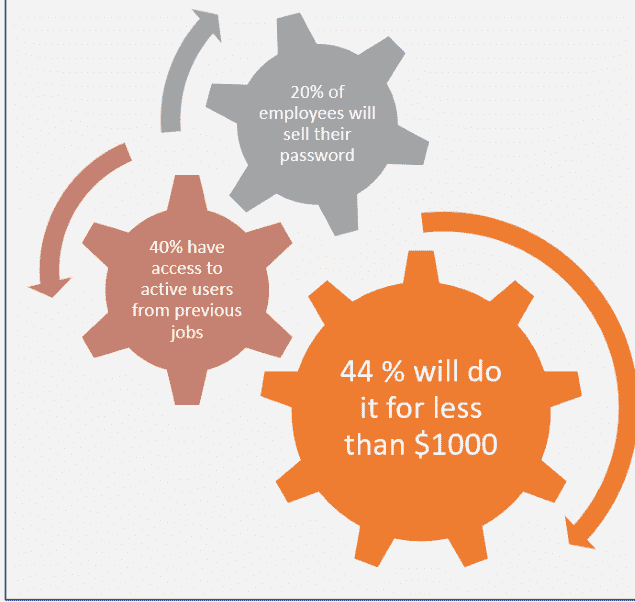 20% of
employees will
sell their
password
40% have
access to
active users
from previous
jobs
44 % will do
it for less
than $1000